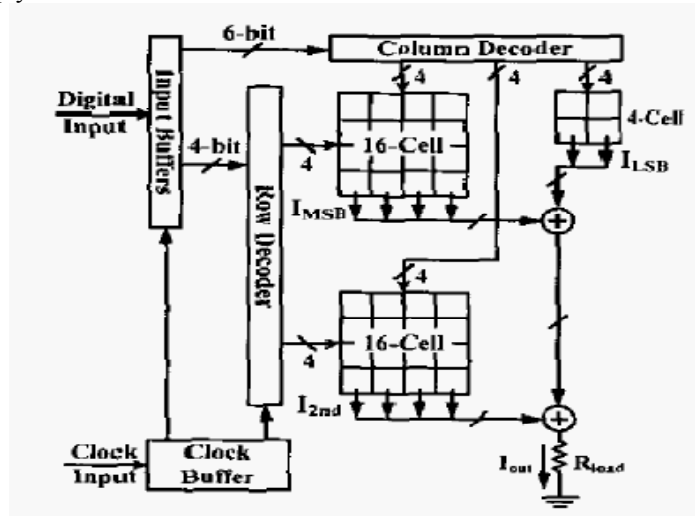 6-bit
Column Decoder
Digital
Input
Input Buffers
4
4
4
4-Cell
4-bit
Row Decoder
4
16-Cell
I_LSB
I_MSB
4
16-Cell
4
I_2nd
Clock
Input
Clock
Buffer
I_out
R_load